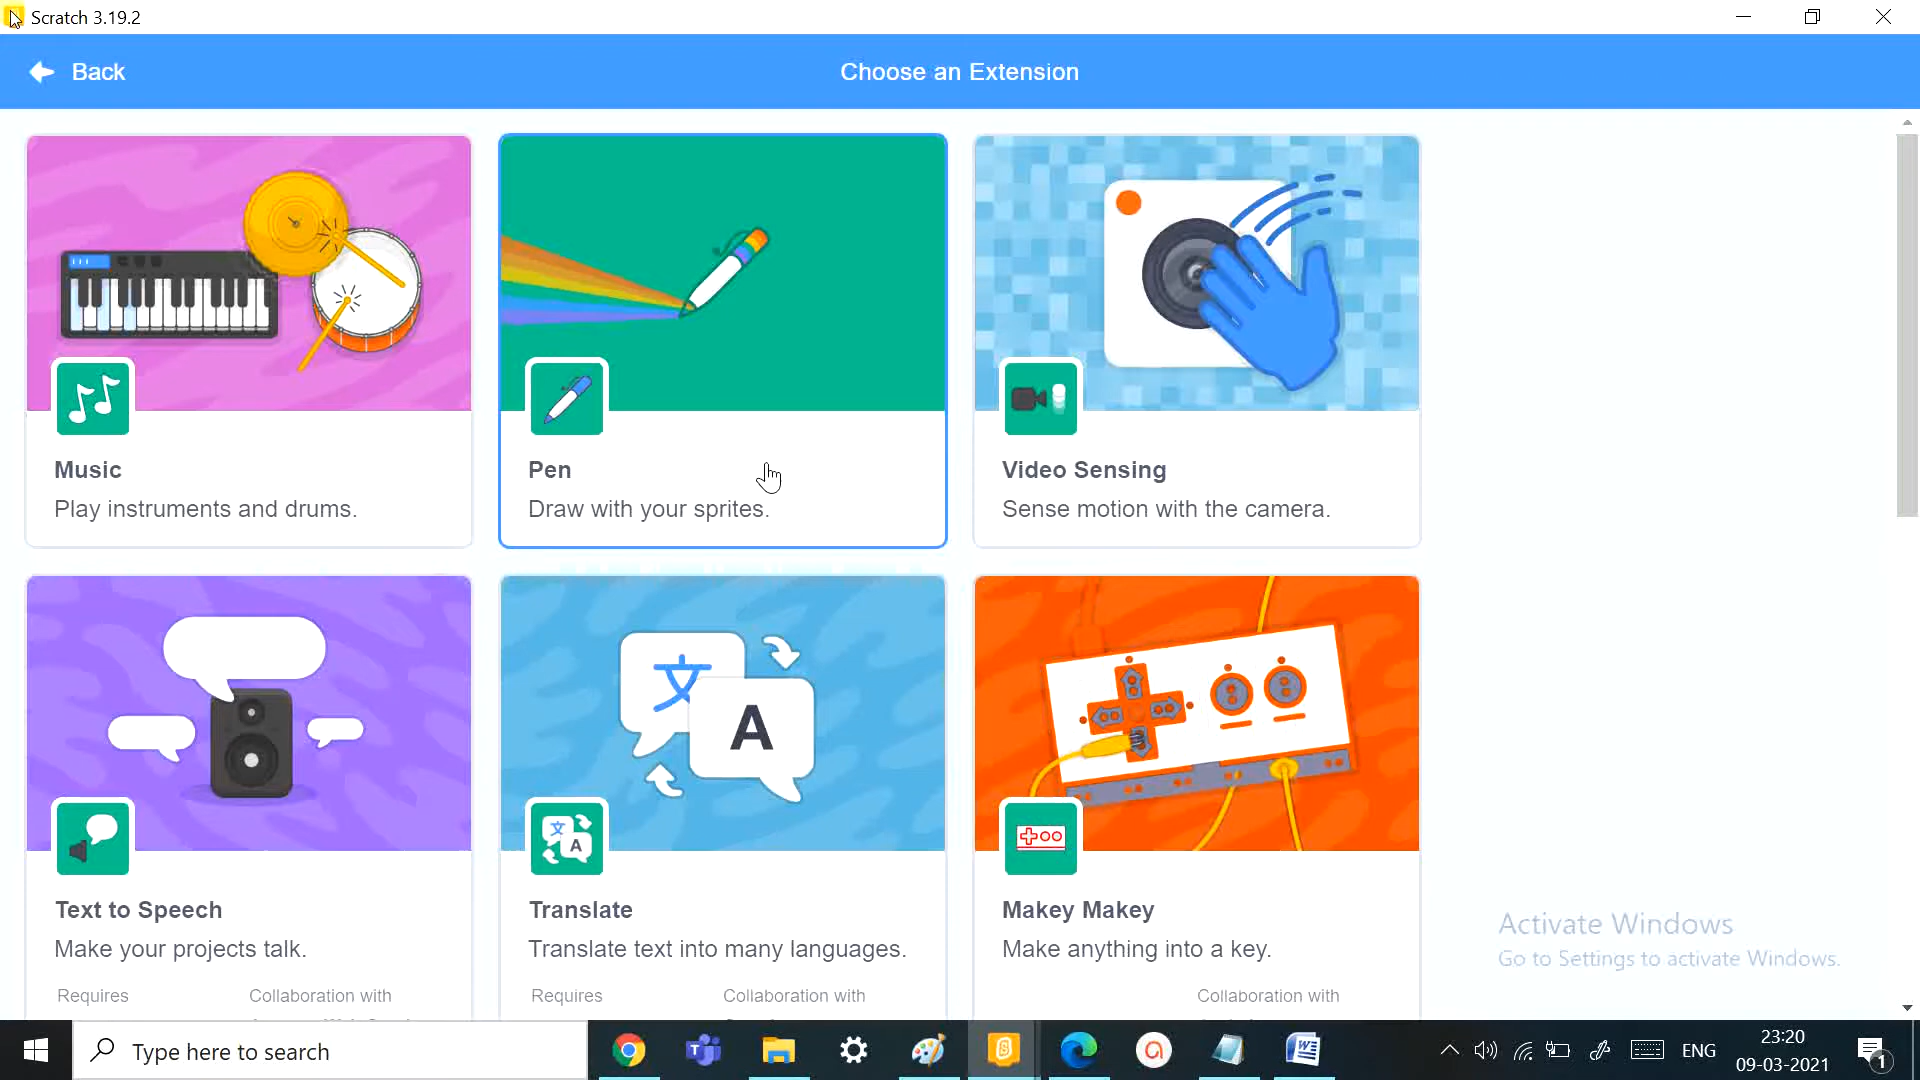 Scratch 3.19.2
Back
Choose an Extension
Music
Play instruments and drums.
Pen
Draw with your sprites.
Video Sensing
Sense motion with the camera.
文
A
文
A
Text to Speech
Make your projects talk.
Requires
Collaboration with
Translate
Translate text into many languages.
Requires
Collaboration with
Makey Makey
Make anything into a key.
Collaboration with
Activate Windows
Go to Settings to activate Windows.
Type here to search
ENG
23:20
09-03-2021
1